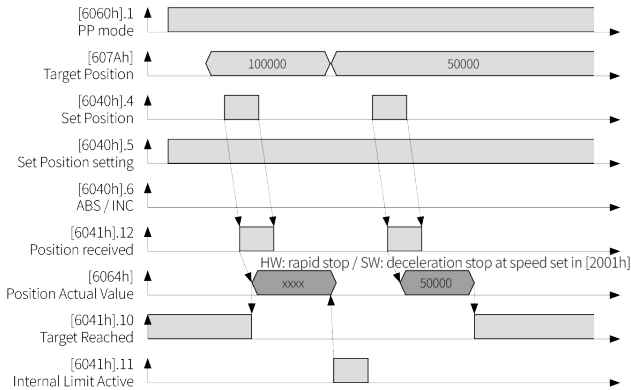 [6060h].1
PP mode
[607Ah]
Target Position
100000
50000
[6040h].4
Set Position
[6040h].5
Set Position setting
[6040h].6
ABS / INC
[6041h].12
Position received
HW: rapid stop / SW: deceleration stop at speed set in [2001h]
[6064h]
Position Actual Value
xxxx
50000
[6041h].10
Target Reached
[6041h].11
Internal Limit Active